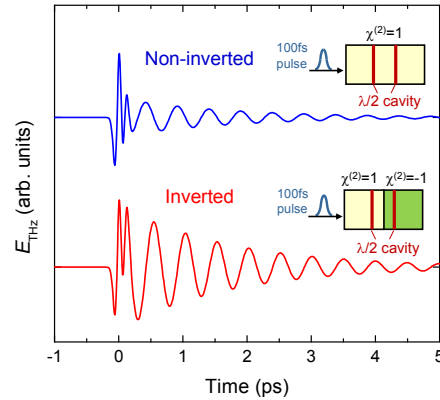 χ(2)=1
Non-inverted
100fs
pulse
λ/2 cavity
χ(2)=1 χ(2)=-1
Inverted
100fs
pulse
λ/2 cavity
E_THz (arb. units)
-1 0 1 2 3 4 5
Time (ps)